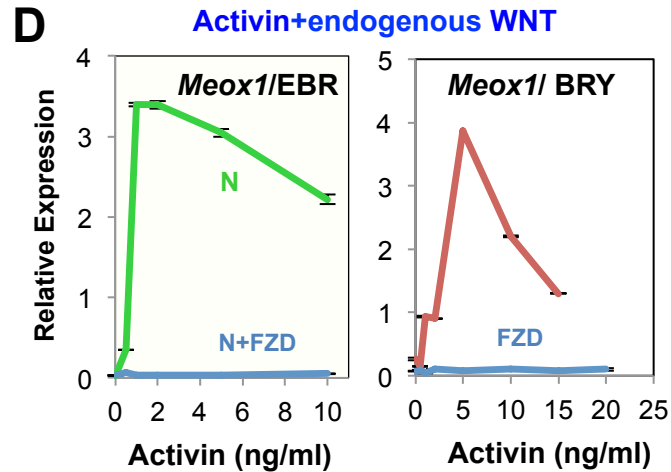 D
Activin+endogenous WNT
Meox1/EBR
Meox1/ BRY
Relative Expression
4
3
2
1
0
N
N+FZD
0 2 4 6 8 10
Activin (ng/ml)
5
4
3
2
1
0
FZD
0 5 10 15 20 25
Activin (ng/ml)